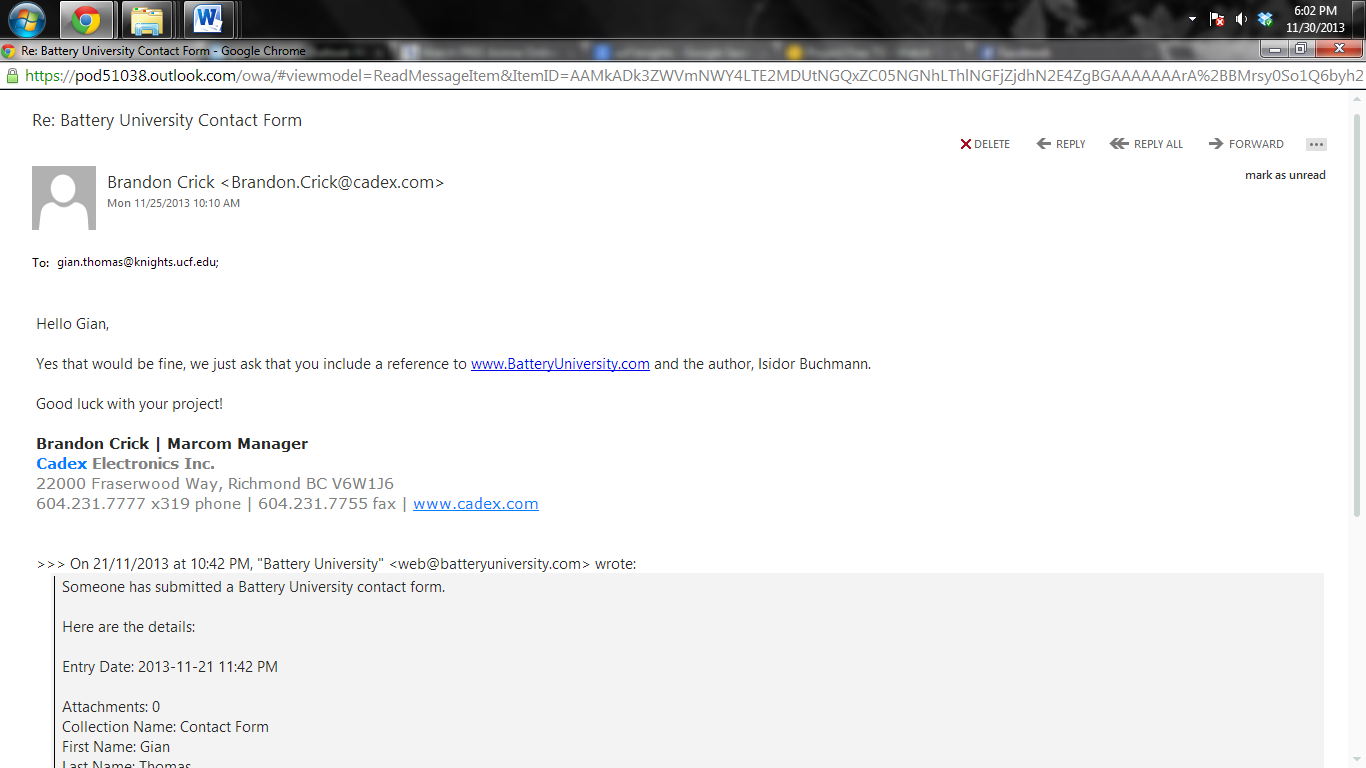 6:02 PM
11/30/2013
Re: Battery University Contact Form - Google Chrome
https://pod51038.outlook.com/owa/#viewmodel=ReadMessageItem&ItemID=AAMkADk3ZWVmNWY4LTE2MDUtNGQxZC05NGNhLThlNGFjZjdhN2E4ZgBGAAAAAAArA%2BBMrsy0So1Q6byh2
Re: Battery University Contact Form
DELETE REPLY REPLY ALL FORWARD •••
mark as unread
Brandon Crick <Brandon.Crick@cadex.com>
Mon 11/25/2013 10:10 AM
To: gian.thomas@knights.ucf.edu;
Hello Gian,
Yes that would be fine, we just ask that you include a reference to www.BatteryUniversity.com and the author, Isidor Buchmann.
Good luck with your project!
Brandon Crick | Marcom Manager
Cadex Electronics Inc.
22000 Fraserwood Way, Richmond BC V6W1J6
604.231.7777 x319 phone | 604.231.7755 fax | www.cadex.com
>>> On 21/11/2013 at 10:42 PM, "Battery University" <web@batteryuniversity.com> wrote:
Someone has submitted a Battery University contact form.
Here are the details:
Entry Date: 2013-11-21 11:42 PM
Attachments: 0
Collection Name: Contact Form
First Name: Gian
Last Name: Thomas